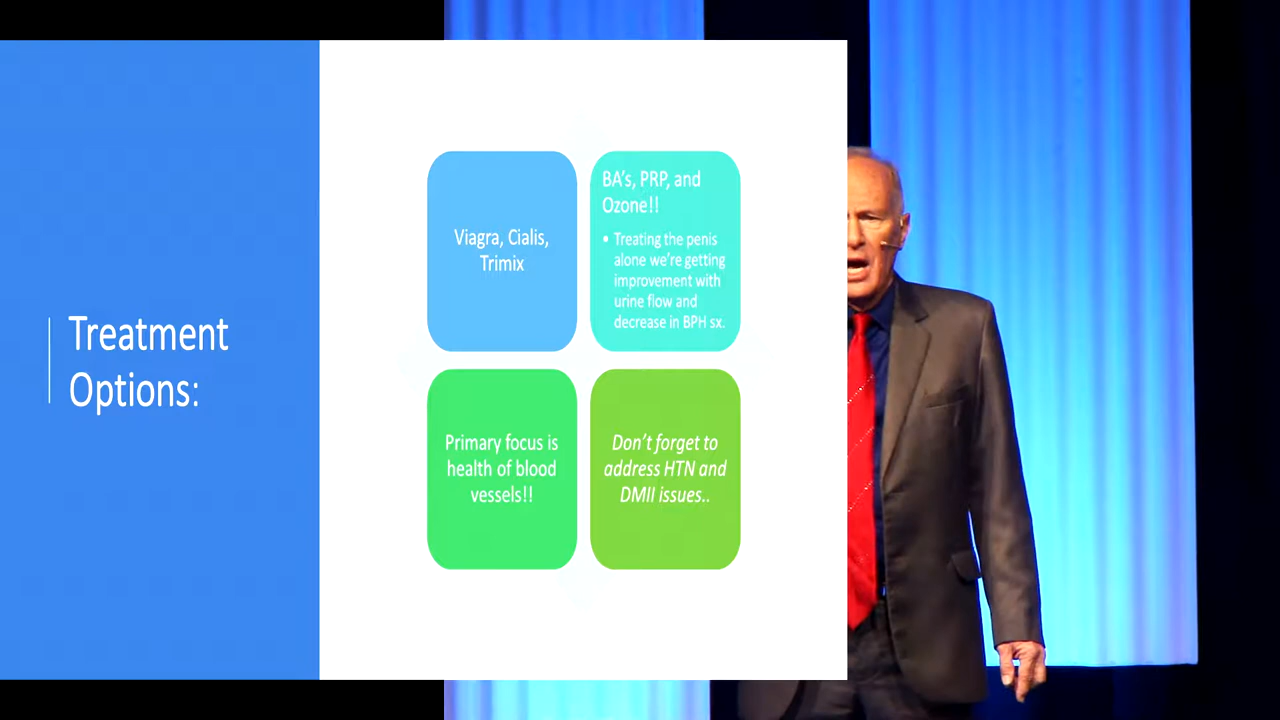 Treatment
Options:
Viagra, Cialis,
Trimix
BA's, PRP, and
Ozone!!
• Treating the penis
alone we're getting
improvement with
urine flow and
decrease in BPH sx.
Primary focus is
health of blood
vessels!!
Don't forget to
address HTN and
DMII issues..